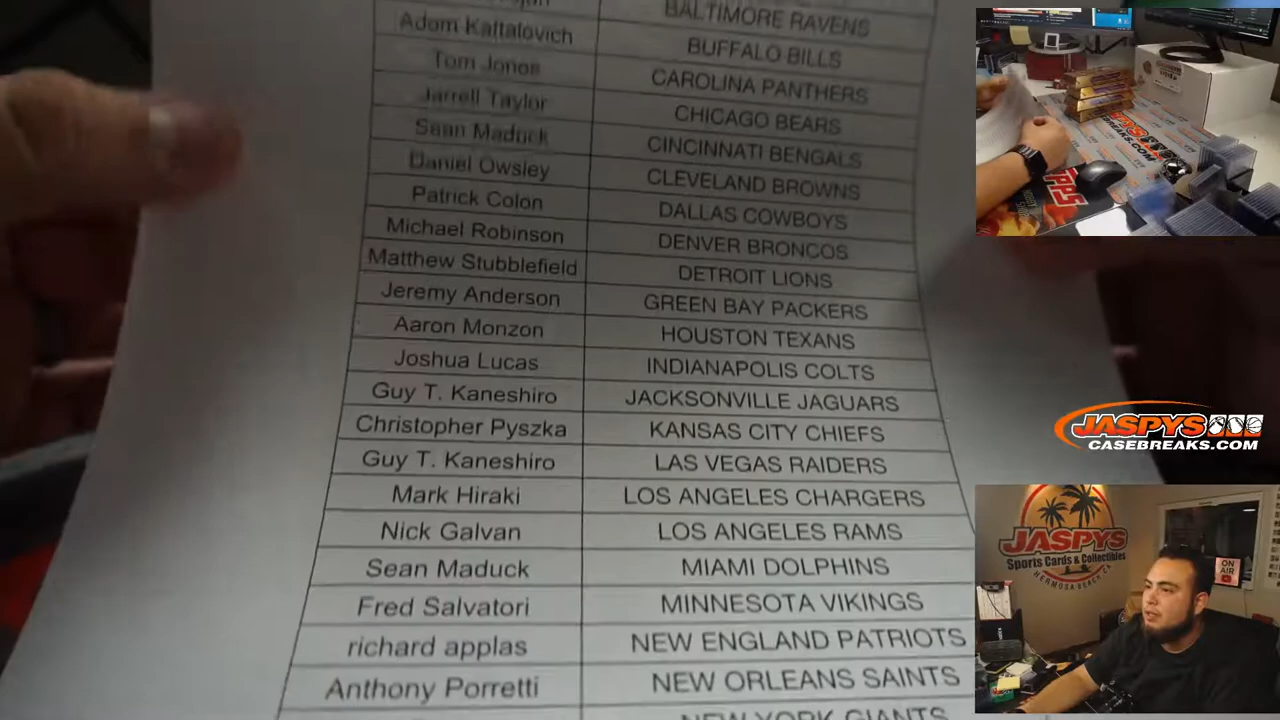 BALTIMORE RAVENS
Adom Kattalovich BUFFALO BILLS
Tom Jones CAROLINA PANTHERS
Jarrell Taylor CHICAGO BEARS
Sean Maduck CINCINNATI BENGALS
Daniel Owsley CLEVELAND BROWNS
Patrick Colon DALLAS COWBOYS
Michael Robinson DENVER BRONCOS
Matthew Stubblefield DETROIT LIONS
Jeremy Anderson GREEN BAY PACKERS
Aaron Monzon HOUSTON TEXANS
Joshua Lucas INDIANAPOLIS COLTS
Guy T. Kaneshiro JACKSONVILLE JAGUARS
Christopher Pyszka KANSAS CITY CHIEFS
Guy T. Kaneshiro LAS VEGAS RAIDERS
Mark Hiraki LOS ANGELES CHARGERS
Nick Galvan LOS ANGELES RAMS
Sean Maduck MIAMI DOLPHINS
Fred Salvatori MINNESOTA VIKINGS
richard applas NEW ENGLAND PATRIOTS
Anthony Porretti NEW ORLEANS SAINTS
NEW YORK GIANTS
JASPYS
CASEBREAKS.COM
JASPYS
Sports Cards & Collectibles
HERMOSA BEACH, CA
ON
AIR